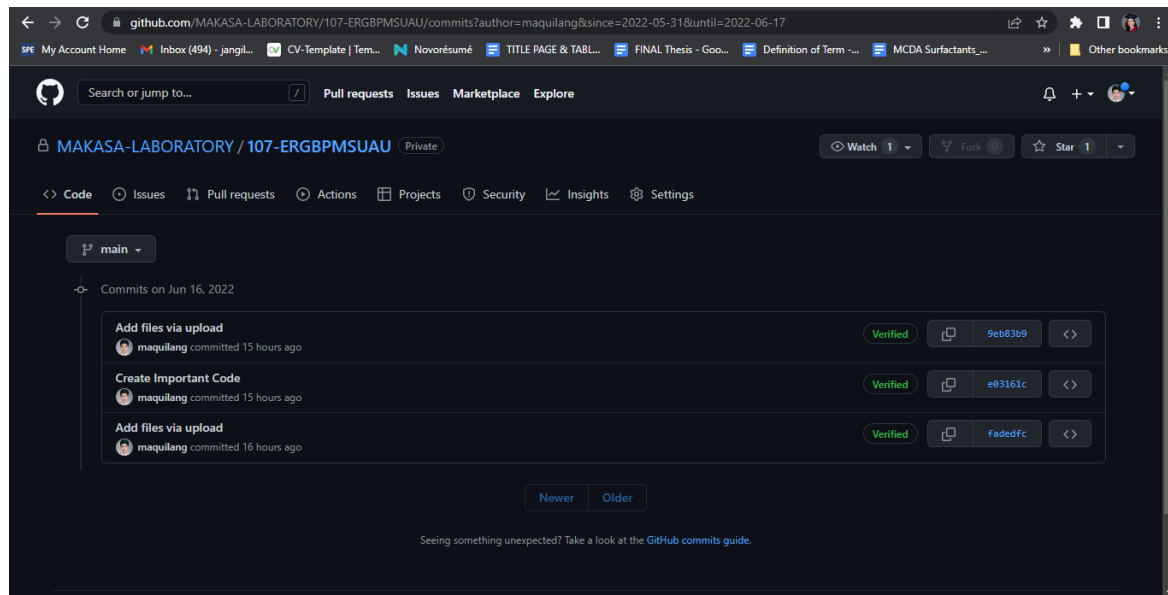 github.com/MAKASA-LABORATORY/107-ERGBPMSUAU/commits?author=maquilang&since=2022-05-31&until=2022-06-17
SPE My Account Home Inbox (494) - jangil... CV CV-Template | Tem... Novorésumé TITLE PAGE & TABL... FINAL Thesis - Goo... Definition of Term -... MCDA Surfactants_... » Other bookmarks
Search or jump to... / Pull requests Issues Marketplace Explore
MAKASA-LABORATORY / 107-ERGBPMSUAU Private Watch 1 Fork 0 Star 1
Code Issues Pull requests Actions Projects Security Insights Settings
main
Commits on Jun 16, 2022
Add files via upload
maquilang committed 15 hours ago Verified 9eb83b9
Create Important Code
maquilang committed 15 hours ago Verified e03161c
Add files via upload
maquilang committed 16 hours ago Verified fadedfc
Newer Older
Seeing something unexpected? Take a look at the GitHub commits guide.